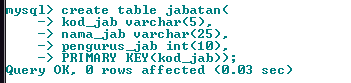 mysql> create table jabatan(
    -> kod_jab varchar(5),
    -> nama_jab varchar(25),
    -> pengurus_jab int(10),
    -> PRIMARY KEY(kod_jab));
Query OK, 0 rows affected (0.03 sec)